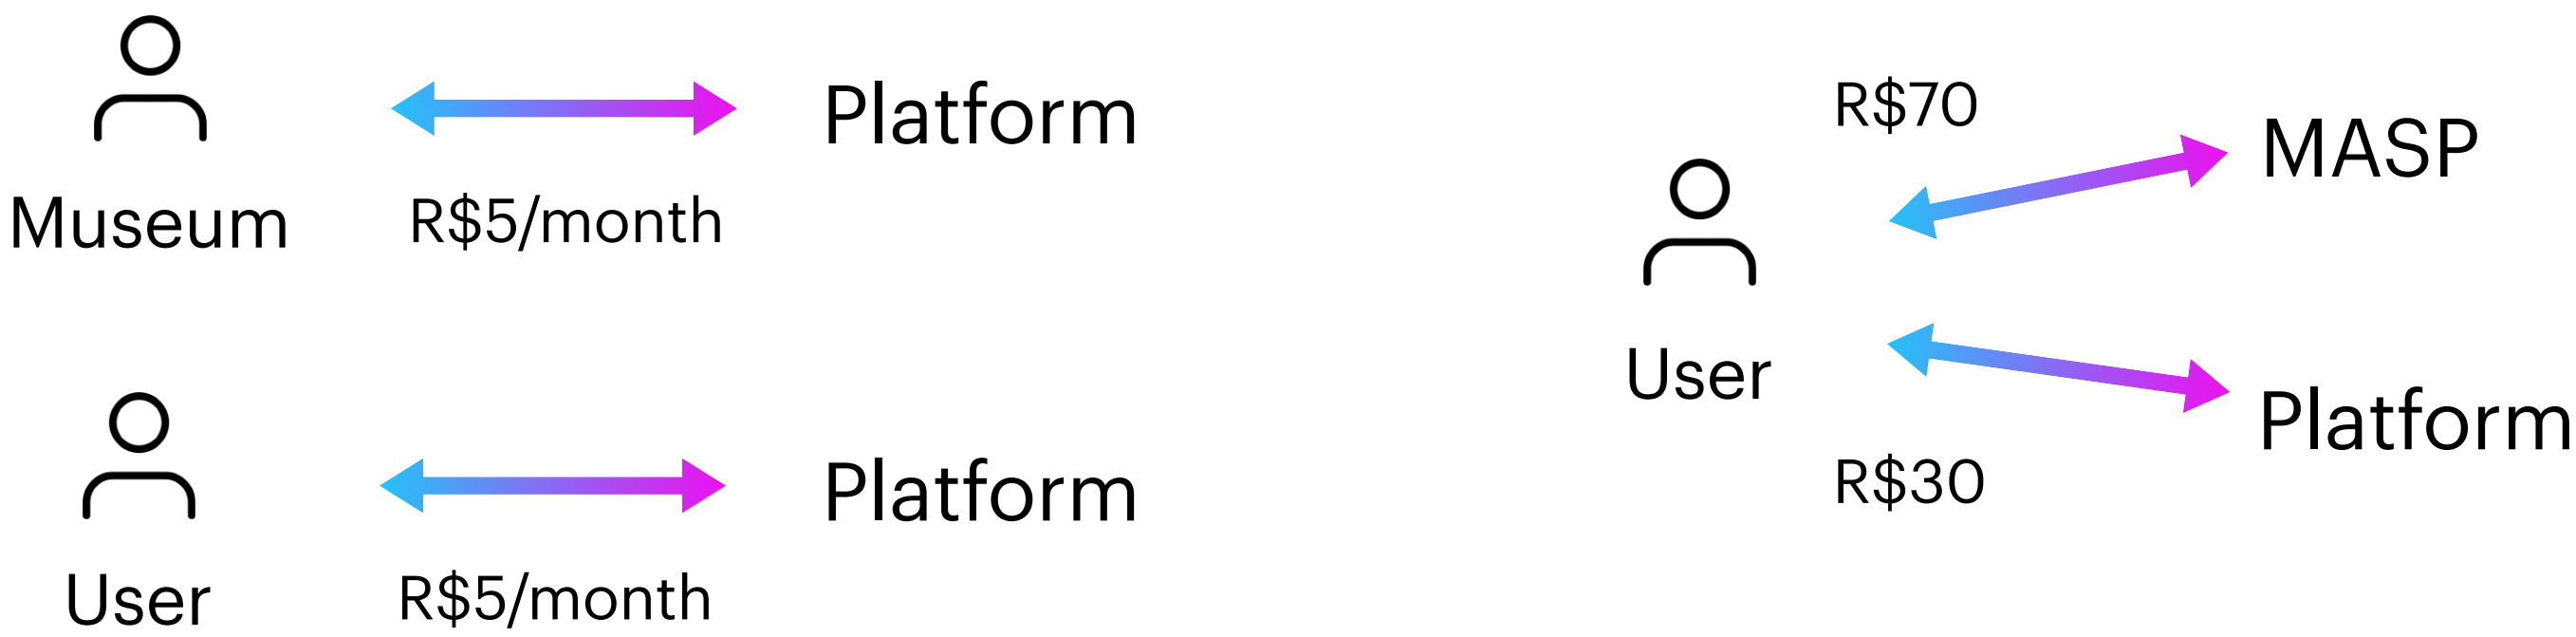 Platform
Museum
R$5/month
Platform
User
R$5/month
R$70
MASP
User
Platform
R$30